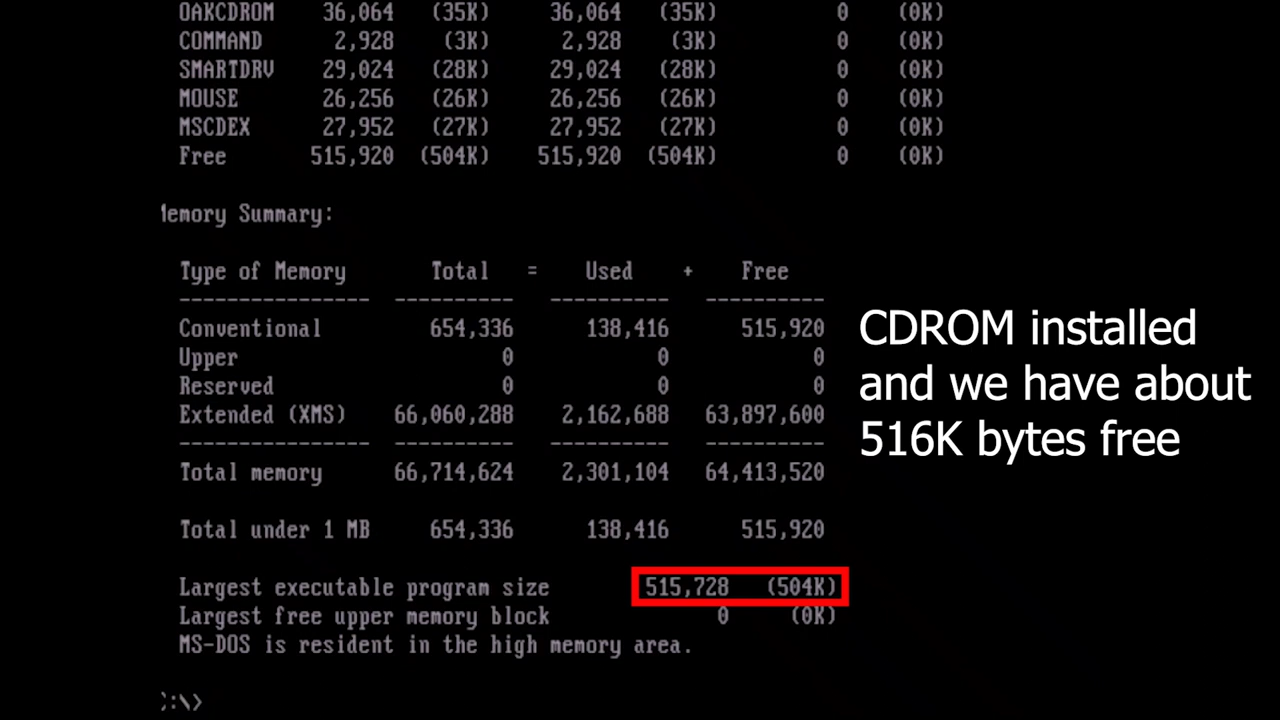 OAKCDROM 36,064 (35K) 36,064 (35K) 0 (0K)
COMMAND 2,928 (3K) 2,928 (3K) 0 (0K)
SMARTDRV 29,024 (28K) 29,024 (28K) 0 (0K)
MOUSE 26,256 (26K) 26,256 (26K) 0 (0K)
MSCDEX 27,952 (27K) 27,952 (27K) 0 (0K)
Free 515,920 (504K) 515,920 (504K) 0 (0K)
Memory Summary:
Type of Memory Total = Used + Free
---------------- ---------- ---------- ----------
Conventional 654,336 138,416 515,920
Upper 0 0 0
Reserved 0 0 0
Extended (XMS) 66,060,288 2,162,688 63,897,600
---------------- ---------- ---------- ----------
Total memory 66,714,624 2,301,104 64,413,520
Total under 1 MB 654,336 138,416 515,920
Largest executable program size 515,728 (504K)
Largest free upper memory block 0 (0K)
MS-DOS is resident in the high memory area.
C:\>
CDROM installed
and we have about
516K bytes free